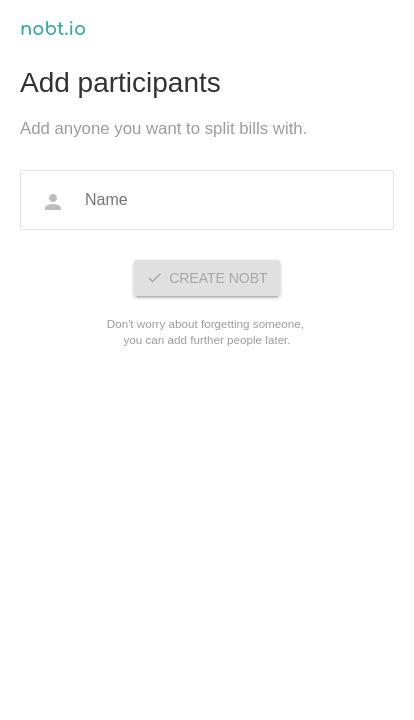 nobt.io
Add participants
Add anyone you want to split bills with.
Name
CREATE NOBT
Don't worry about forgetting someone,
you can add further people later.